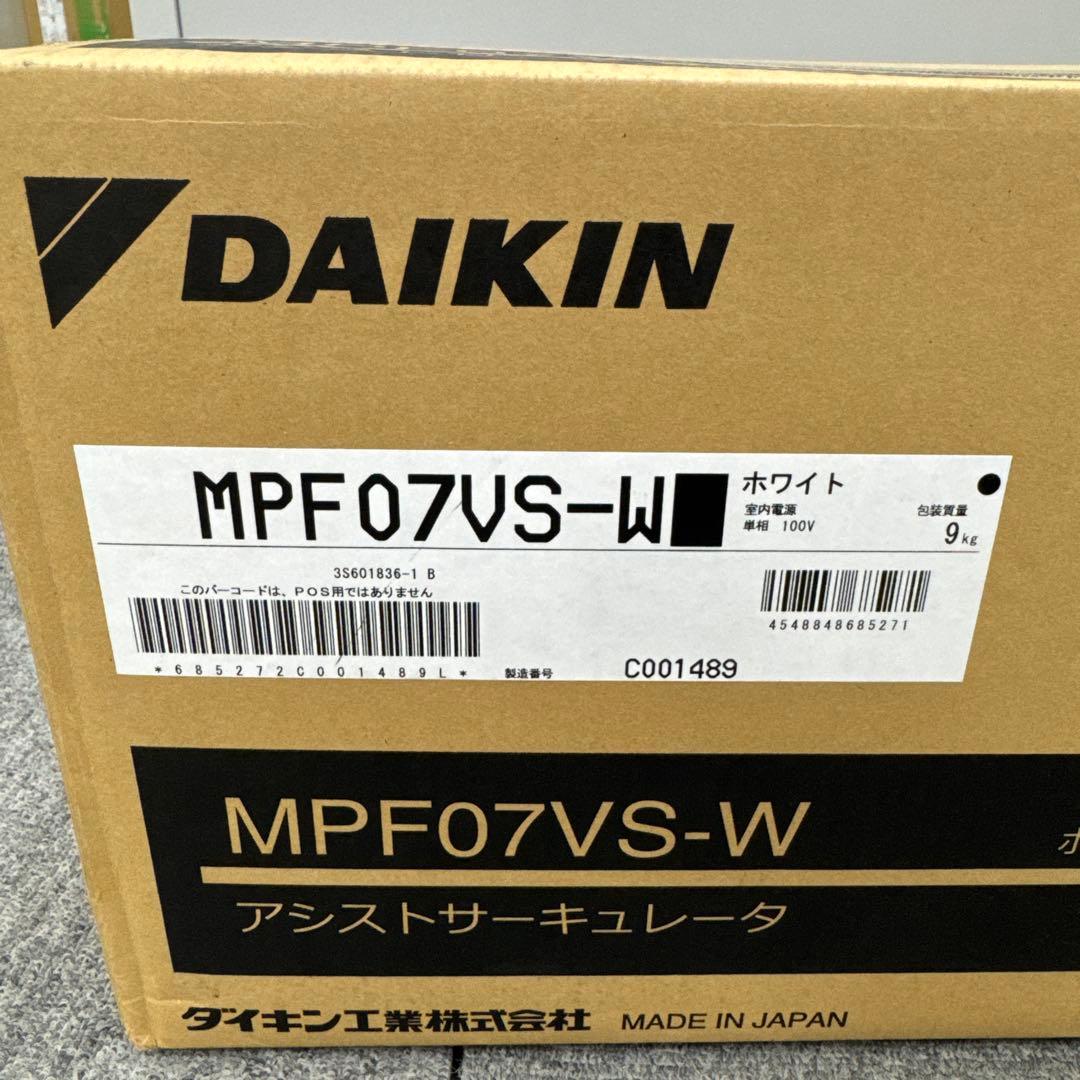 DAIKIN
MPF07VS-W
ホワイト
室内電源
単相 100V
包装質量
9kg
3S601836-1 B
このバーコードは、POS用ではありません
*685272C001489L*
4548848685271
製造番号
C001489
MPF07VS-W
アシストサーキュレータ
ダイキン工業株式会社 MADE IN JAPAN